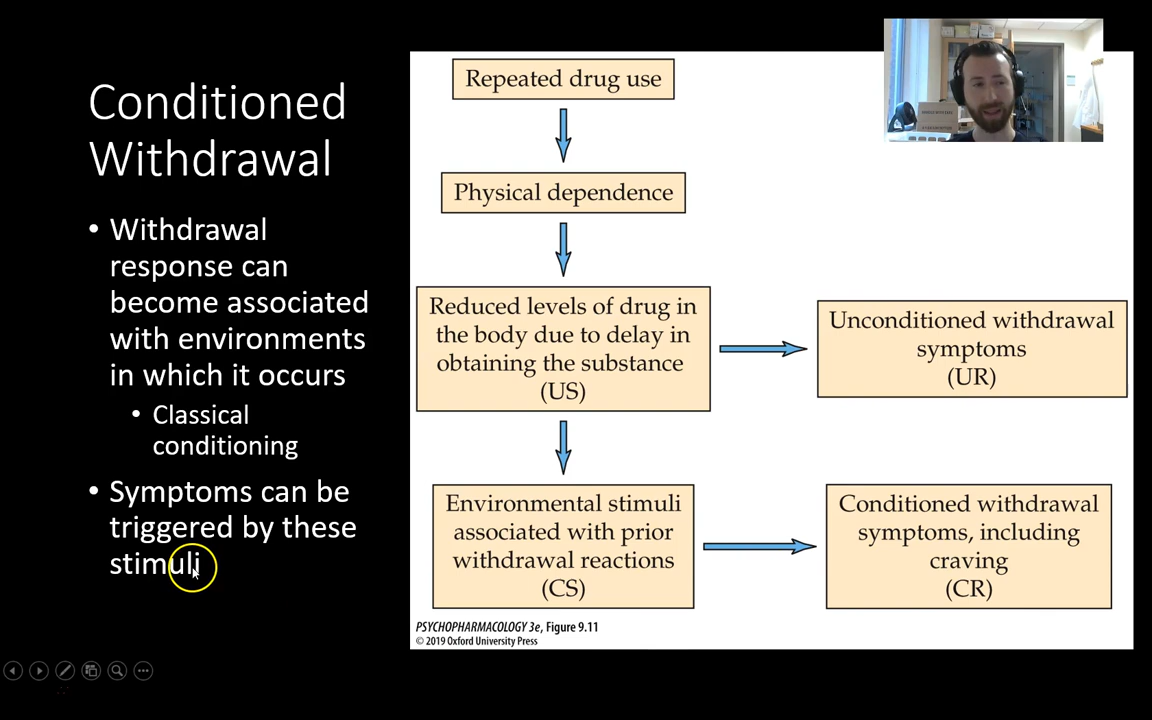 Conditioned
Withdrawal
• Withdrawal
response can
become associated
with environments
in which it occurs
• Classical
conditioning
• Symptoms can be
triggered by these
stimuli
Repeated drug use
Physical dependence
Reduced levels of drug in
the body due to delay in
obtaining the substance
(US)
Unconditioned withdrawal
symptoms
(UR)
Environmental stimuli
associated with prior
withdrawal reactions
(CS)
Conditioned withdrawal
symptoms, including
craving
(CR)
PSYCHOPHARMACOLOGY 3e, Figure 9.11
© 2019 Oxford University Press